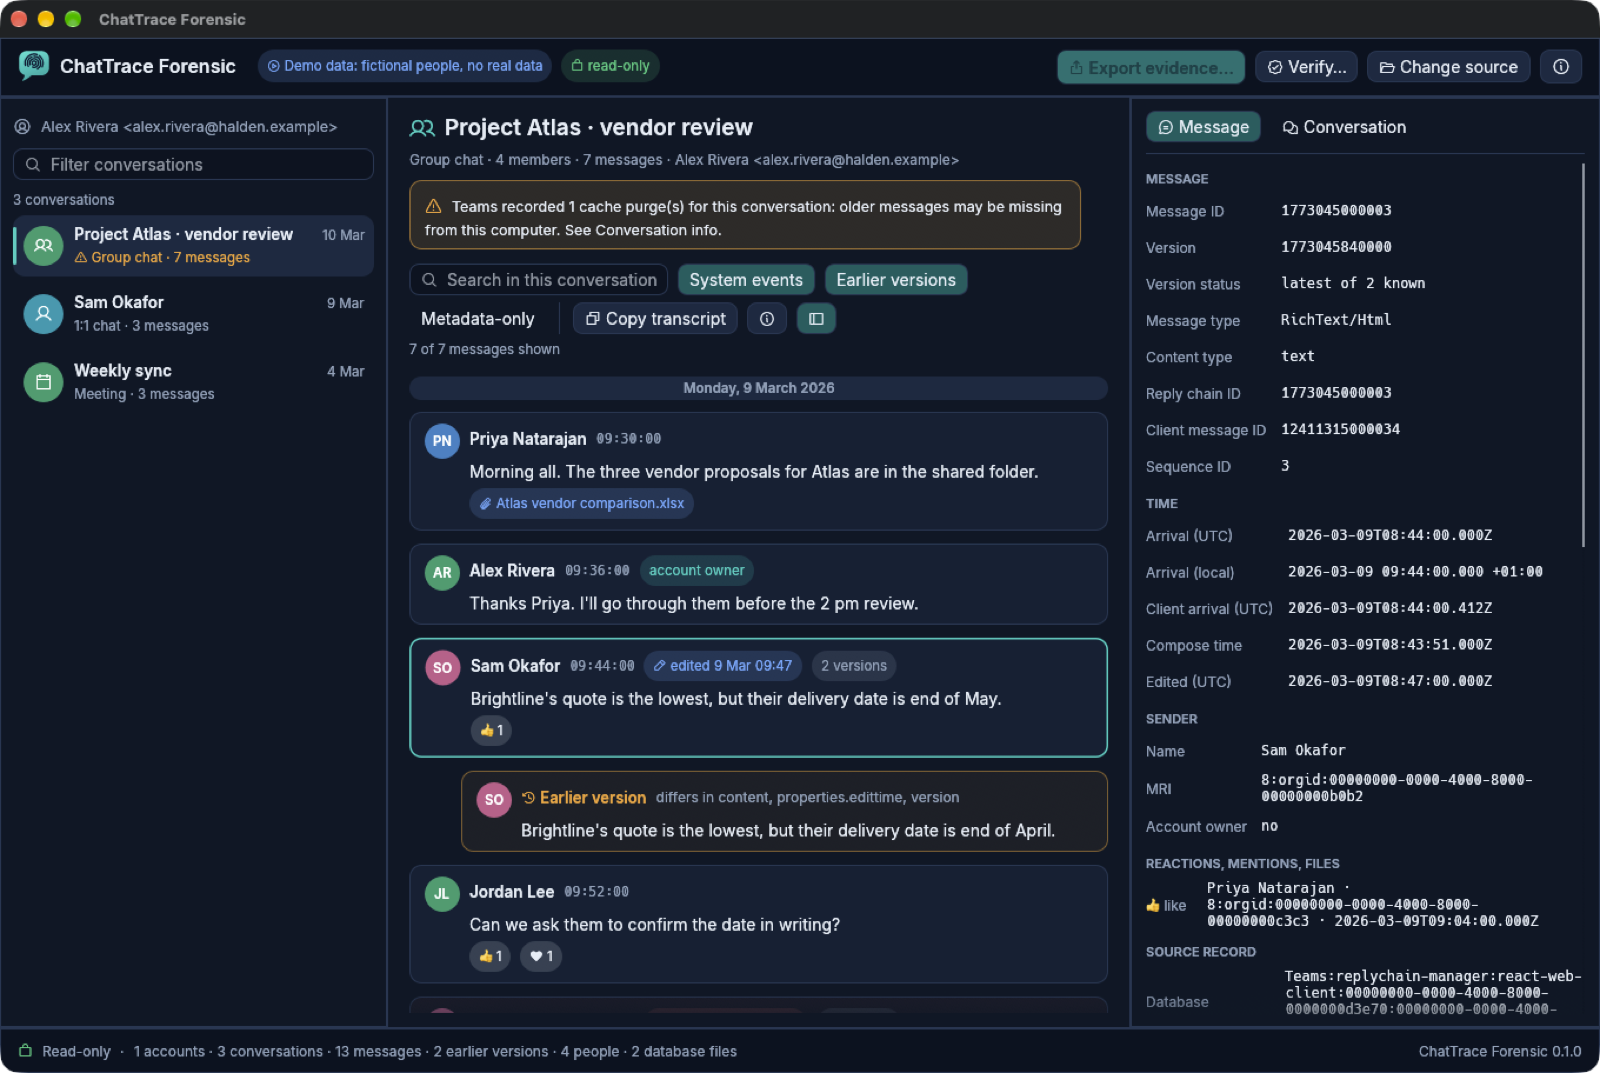 ChatTrace Forensic
ChatTrace Forensic
Demo data: fictional people, no real data
read-only
Export evidence...
Verify...
Change source
Alex Rivera <alex.rivera@halden.example>
Filter conversations
3 conversations
Project Atlas · vendor review
10 Mar
Group chat · 7 messages
Sam Okafor
9 Mar
1:1 chat · 3 messages
Weekly sync
4 Mar
Meeting · 3 messages
Project Atlas · vendor review
Group chat · 4 members · 7 messages · Alex Rivera <alex.rivera@halden.example>
Teams recorded 1 cache purge(s) for this conversation: older messages may be missing
from this computer. See Conversation info.
Search in this conversation
System events
Earlier versions
Metadata-only
Copy transcript
7 of 7 messages shown
Monday, 9 March 2026
PN
Priya Natarajan 09:30:00
Morning all. The three vendor proposals for Atlas are in the shared folder.
Atlas vendor comparison.xlsx
AR
Alex Rivera 09:36:00 account owner
Thanks Priya. I'll go through them before the 2 pm review.
SO
Sam Okafor 09:44:00 edited 9 Mar 09:47 2 versions
Brightline's quote is the lowest, but their delivery date is end of May.
👍 1
SO
Earlier version differs in content, properties.edittime, version
Brightline's quote is the lowest, but their delivery date is end of April.
JL
Jordan Lee 09:52:00
Can we ask them to confirm the date in writing?
👍 1 ♥ 1
Message
Conversation
MESSAGE
Message ID 1773045000003
Version 1773045840000
Version status latest of 2 known
Message type RichText/Html
Content type text
Reply chain ID 1773045000003
Client message ID 12411315000034
Sequence ID 3
TIME
Arrival (UTC) 2026-03-09T08:44:00.000Z
Arrival (local) 2026-03-09 09:44:00.000 +01:00
Client arrival (UTC) 2026-03-09T08:44:00.412Z
Compose time 2026-03-09T08:43:51.000Z
Edited (UTC) 2026-03-09T08:47:00.000Z
SENDER
Name Sam Okafor
MRI 8:orgid:00000000-0000-4000-8000-
00000000b0b2
Account owner no
REACTIONS, MENTIONS, FILES
👍 like Priya Natarajan ·
8:orgid:00000000-0000-4000-8000-
00000000c3c3 · 2026-03-09T09:04:00.000Z
SOURCE RECORD
Database Teams:replychain-manager:react-web-
client:00000000-0000-4000-8000-
0000000d3e70:00000000-0000-4000-
Read-only · 1 accounts · 3 conversations · 13 messages · 2 earlier versions · 4 people · 2 database files
ChatTrace Forensic 0.1.0